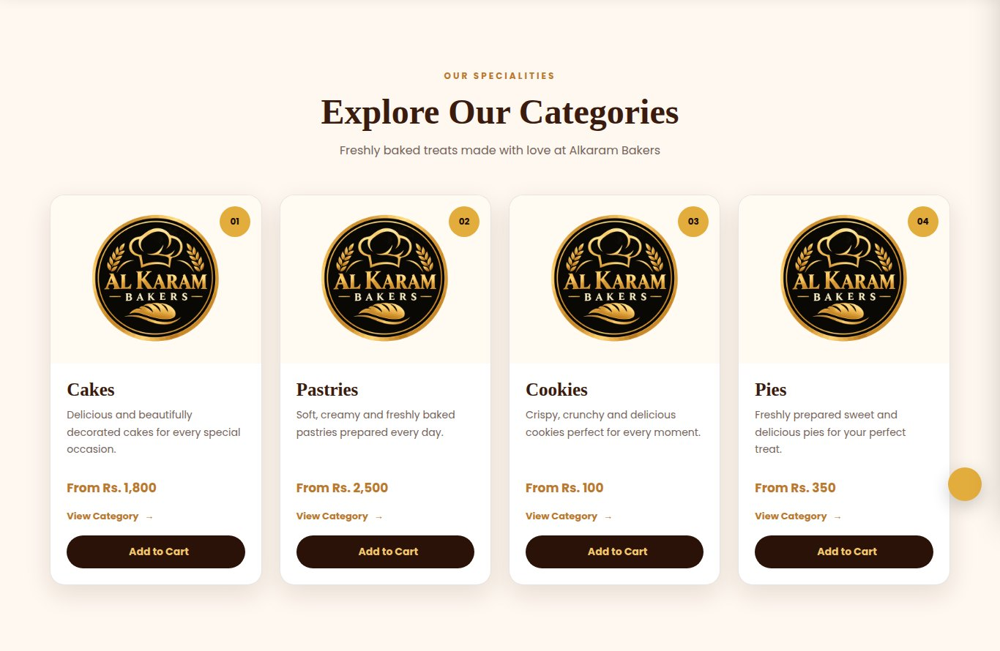 OUR SPECIALITIES
Explore Our Categories
Freshly baked treats made with love at Alkaram Bakers
01
AL KARAM
BAKERS
Cakes
Delicious and beautifully
decorated cakes for every special
occasion.
From Rs. 1,800
View Category →
Add to Cart
02
AL KARAM
BAKERS
Pastries
Soft, creamy and freshly baked
pastries prepared every day.
From Rs. 2,500
View Category →
Add to Cart
03
AL KARAM
BAKERS
Cookies
Crispy, crunchy and delicious
cookies perfect for every moment.
From Rs. 100
View Category →
Add to Cart
04
AL KARAM
BAKERS
Pies
Freshly prepared sweet and
delicious pies for your perfect
treat.
From Rs. 350
View Category →
Add to Cart